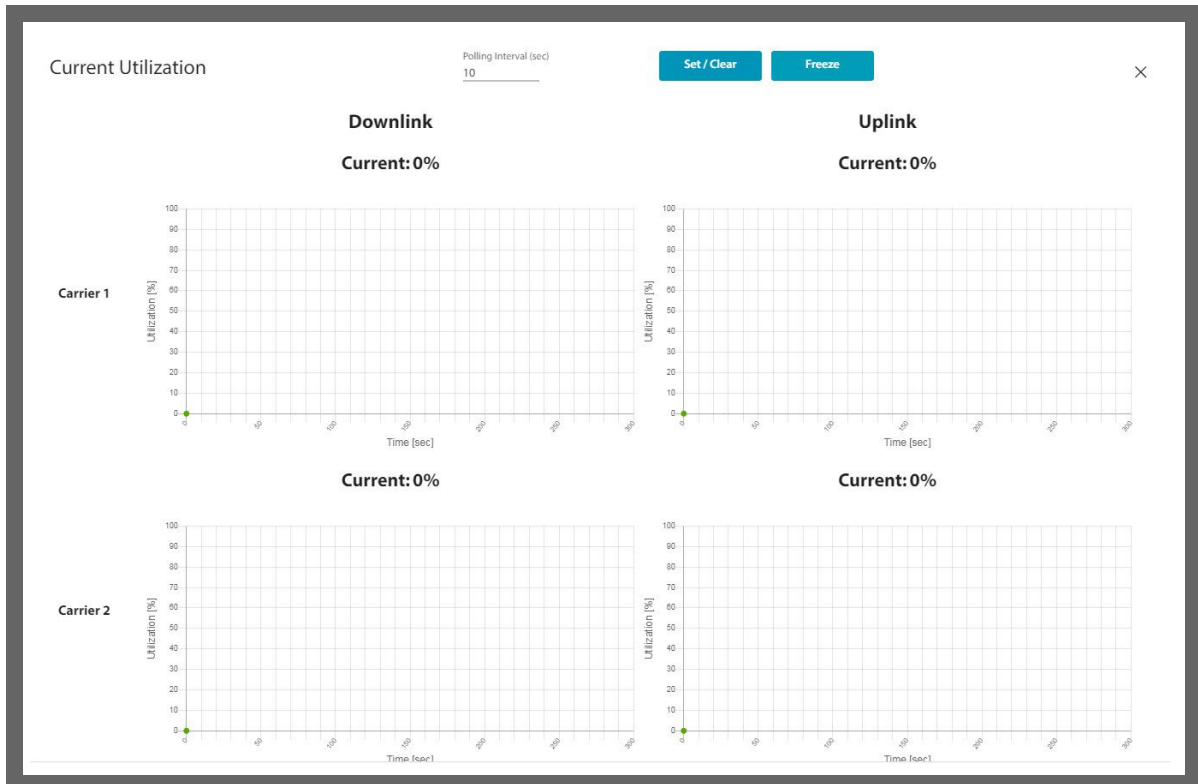 Current Utilization
Polling Interval (sec)
10
Set / Clear
Freeze
Downlink
Uplink
Current: 0%
Current: 0%
Carrier 1
Utilization [%]
100
90
80
70
60
50
40
30
20
10
0
0 50 100 150 200 250 300
Time [sec]
Utilization [%]
100
90
80
70
60
50
40
30
20
10
0
0 50 100 150 200 250 300
Time [sec]
Current: 0%
Current: 0%
Carrier 2
Utilization [%]
100
90
80
70
60
50
40
30
20
10
0
0 50 100 150 200 250 300
Time [sec]
Utilization [%]
100
90
80
70
60
50
40
30
20
10
0
0 50 100 150 200 250 300
Time [sec]